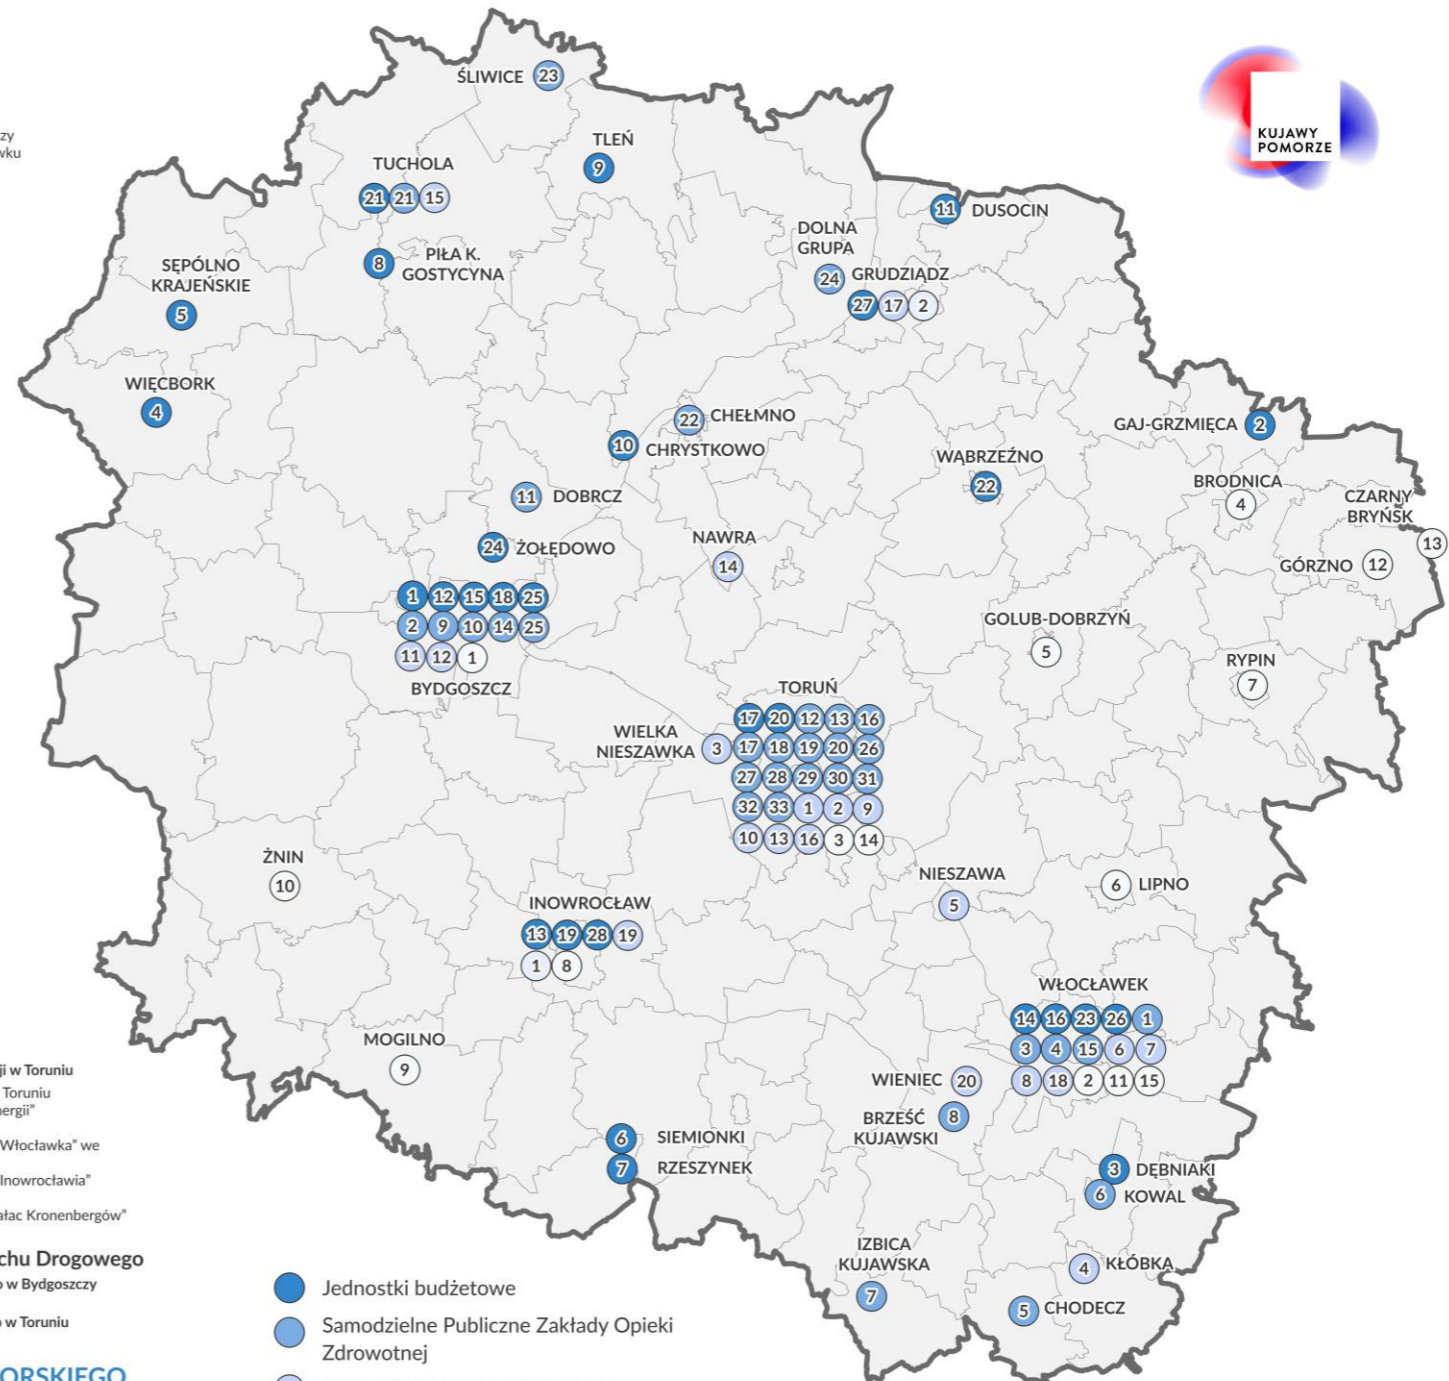 KUJAWY
POMORZE
zy
wku
ŚLIWICE 23
TLEŃ
9
TUCHOLA
21 21 15
11 DUSOCIN
DOLNA
GRUPA
24
PIŁA K.
GOSTYCYNA
8
GRUDZIĄDZ
27 17 2
SĘPÓLNO
KRAJEŃSKIE
5
WIĘCBORK
4
22 CHEŁMNO
10 CHRYSTKOWO
GAJ-GRZMIĘCA 2
WĄBRZEŹNO
22
BRODNICA
4
CZARNY
BRYŃSK
13
11 DOBRCZ
24 ŻOŁĘDOWO
NAWRA
14
GÓRZNO 12
1 12 15 18 25
2 9 10 14 25
11 12 1
BYDGOSZCZ
GOLUB-DOBRZYŃ
5
RYPIN
7
TORUŃ
17 20 12 13 16
WIELKA
NIESZAWKA 3
17 18 19 20 26
27 28 29 30 31
32 33 1 2 9
10 13 16 3 14
ŻNIN
10
NIESZAWA
5
6 LIPNO
INOWROCŁAW
13 19 28 19
1 8
WŁOCŁAWEK
14 16 23 26 1
3 4 15 6 7
8 18 2 11 15
MOGILNO
9
WIENIEC 20
BRZEŚĆ
KUJAWSKI
8
6 SIEMIONKI
7 RZESZYNEK
3 DĘBNIAKI
6 KOWAL
IZBICA
KUJAWSKA
7
4 KŁÓBKA
5 CHODECZ
ji w Toruniu
Toruniu
nergii”
Włocławka” we
Inowrocławia”
ałac Kronenbergów”
chu Drogowego
o w Bydgoszczy
o w Toruniu
ORSKIEGO
Jednostki budżetowe
Samodzielne Publiczne Zakłady Opieki
Zdrowotnej